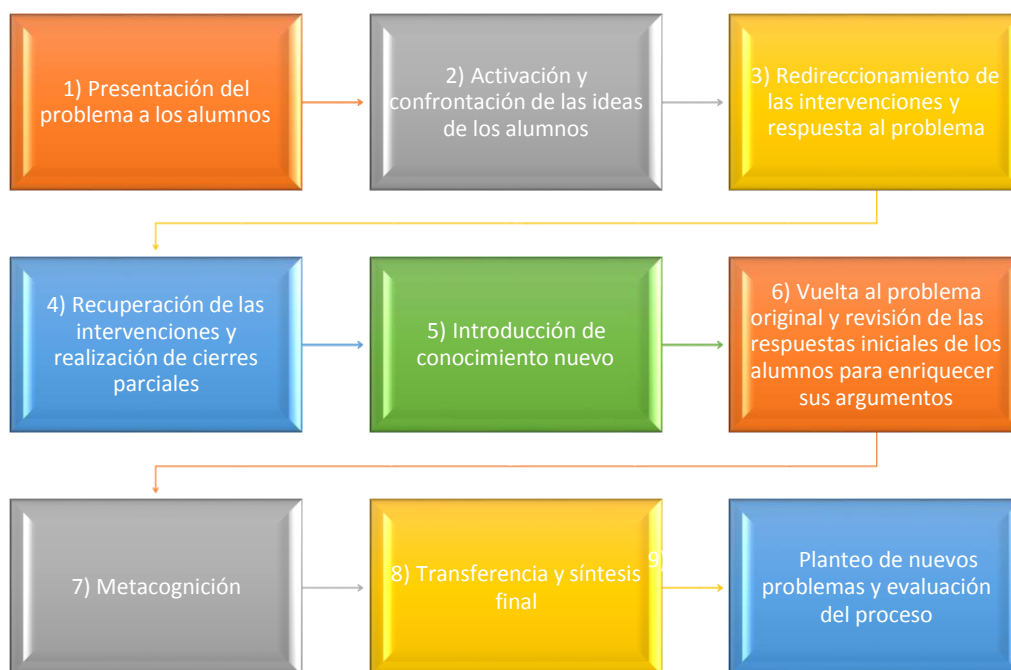 1) Presentación del
problema a los alumnos
2) Activación y
confrontación de las ideas
de los alumnos
3) Redireccionamiento de
las intervenciones y
respuesta al problema
4) Recuperación de las
intervenciones y
realización de cierres
parciales
5) Introducción de
conocimiento nuevo
6) Vuelta al problema
original y revisión de las
respuestas iniciales de los
alumnos para enriquecer
sus argumentos
7) Metacognición
8) Transferencia y síntesis
final
9)
Planteo de nuevos
problemas y evaluación
del proceso